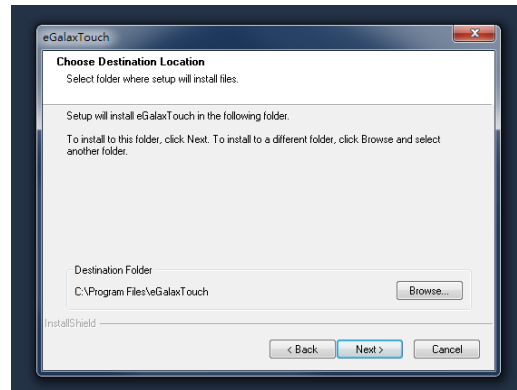 eGalaxTouch
Choose Destination Location
Select folder where setup will install files.
Setup will install eGalaxTouch in the following folder.
To install to this folder, click Next. To install to a different folder, click Browse and select
another folder.
Destination Folder
C:\Program Files\eGalaxTouch
Browse...
InstallShield
< Back
Next >
Cancel